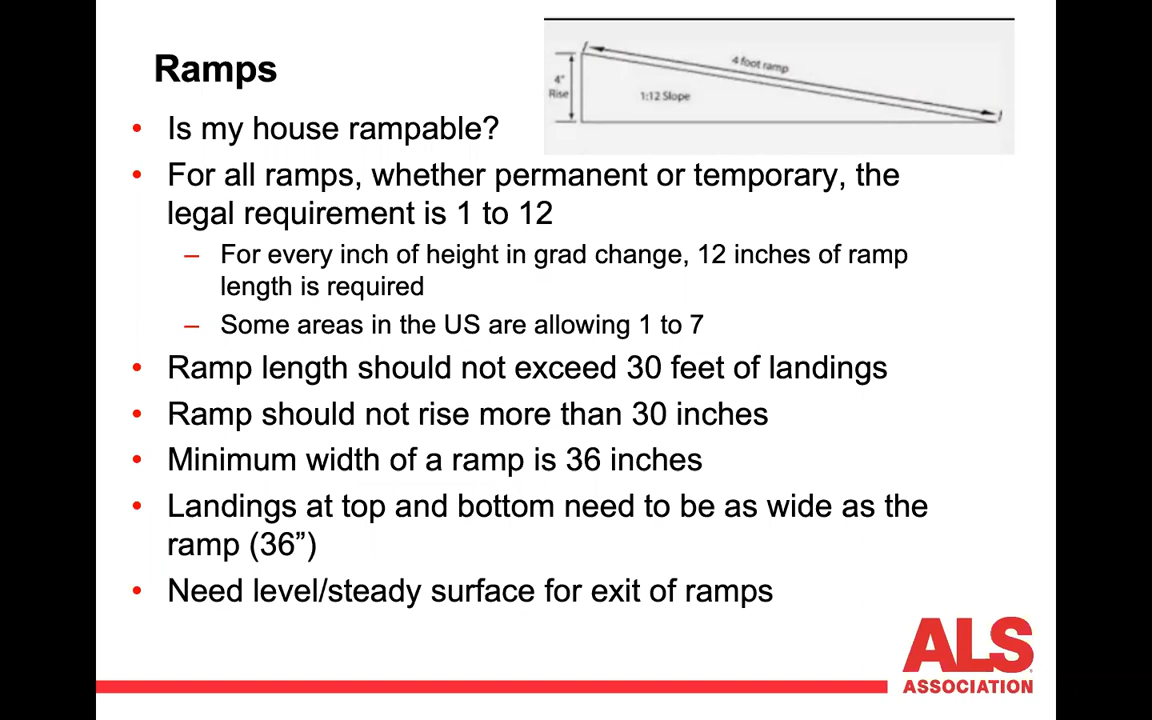 Ramps
4 foot ramp
4"
Rise
1:12 Slope
• Is my house rampable?
• For all ramps, whether permanent or temporary, the
legal requirement is 1 to 12
– For every inch of height in grad change, 12 inches of ramp
length is required
– Some areas in the US are allowing 1 to 7
• Ramp length should not exceed 30 feet of landings
• Ramp should not rise more than 30 inches
• Minimum width of a ramp is 36 inches
• Landings at top and bottom need to be as wide as the
ramp (36”)
• Need level/steady surface for exit of ramps
ALS
ASSOCIATION